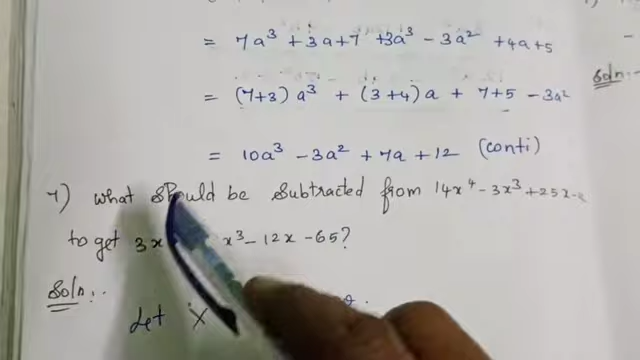 = 7a³ + 3a + 7 + 3a³ - 3a² + 4a + 5
= (7+3) a³ + (3+4) a + 7 + 5 - 3a²
= 10a³ - 3a² + 7a + 12 (conti)
Soln:-
7) What should be subtracted from 14x⁴ - 3x³ + 25x -
to get 3x x³ - 12x - 65?
Soln:-
Let X